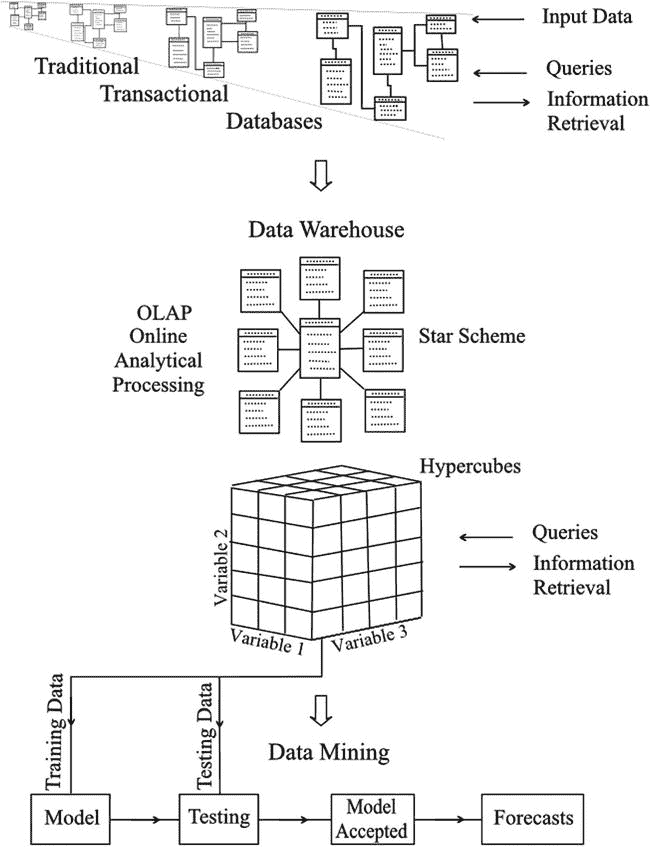 Input Data
Traditional
Transactional
Databases
Queries
Information
Retrieval
Data Warehouse
OLAP
Online
Analytical
Processing
Star Scheme
Hypercubes
Variable 2
Variable 1
Variable 3
Queries
Information
Retrieval
Training Data
Testing Data
Data Mining
Model
Testing
Model
Accepted
Forecasts